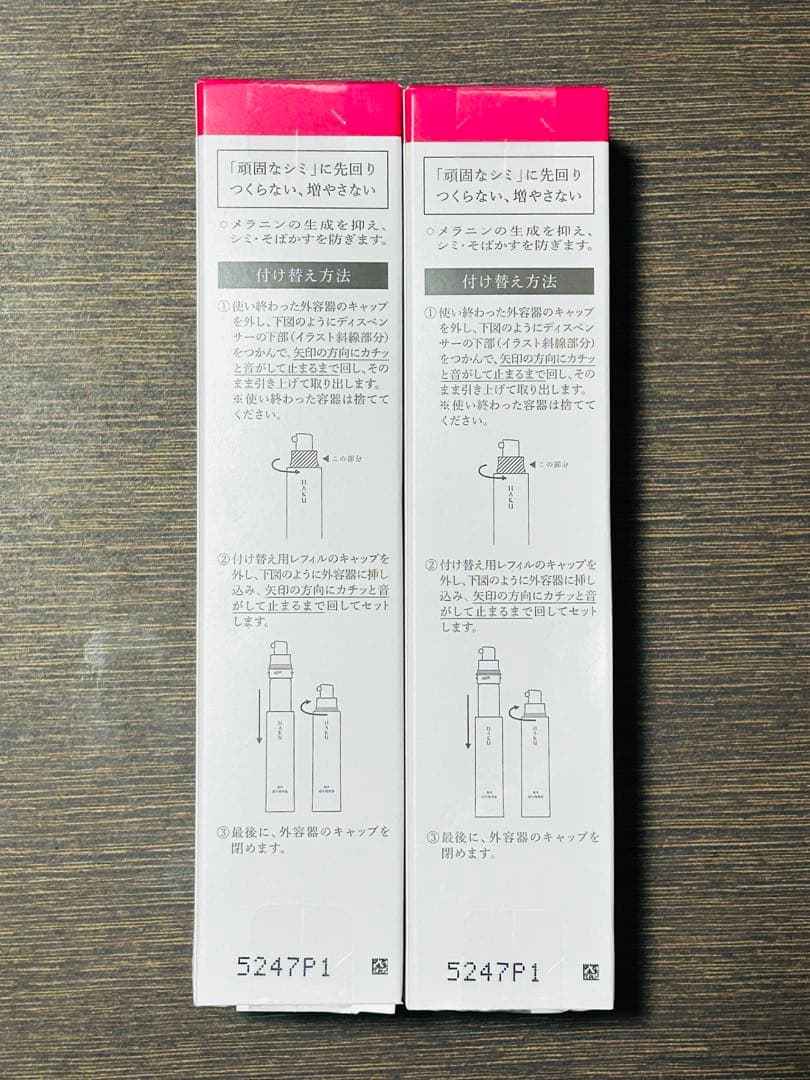 「頑固なシミ」に先回り
つくらない、増やさない
○メラニンの生成を抑え、
シミ・そばかすを防ぎます。
付け替え方法
①使い終わった外容器のキャップ
を外し、下図のようにディスペン
サーの下部（イラスト斜線部分）
をつかんで、矢印の方向にカチッ
と音がして止まるまで回し、その
まま引き上げて取り出します。
※使い終わった容器は捨てて
ください。
◀この部分
HAKU
②付け替え用レフィルのキャップを
外し、下図のように外容器に挿し
込み、矢印の方向にカチッと音
がして止まるまで回してセット
します。
HAKU
HAKU
③最後に、外容器のキャップを
閉めます。
5247P1
「頑固なシミ」に先回り
つくらない、増やさない
○メラニンの生成を抑え、
シミ・そばかすを防ぎます。
付け替え方法
①使い終わった外容器のキャップ
を外し、下図のようにディスペン
サーの下部（イラスト斜線部分）
をつかんで、矢印の方向にカチッ
と音がして止まるまで回し、その
まま引き上げて取り出します。
※使い終わった容器は捨てて
ください。
◀この部分
HAKU
②付け替え用レフィルのキャップを
外し、下図のように外容器に挿し
込み、矢印の方向にカチッと音
がして止まるまで回してセット
します。
HAKU
HAKU
③最後に、外容器のキャップを
閉めます。
5247P1